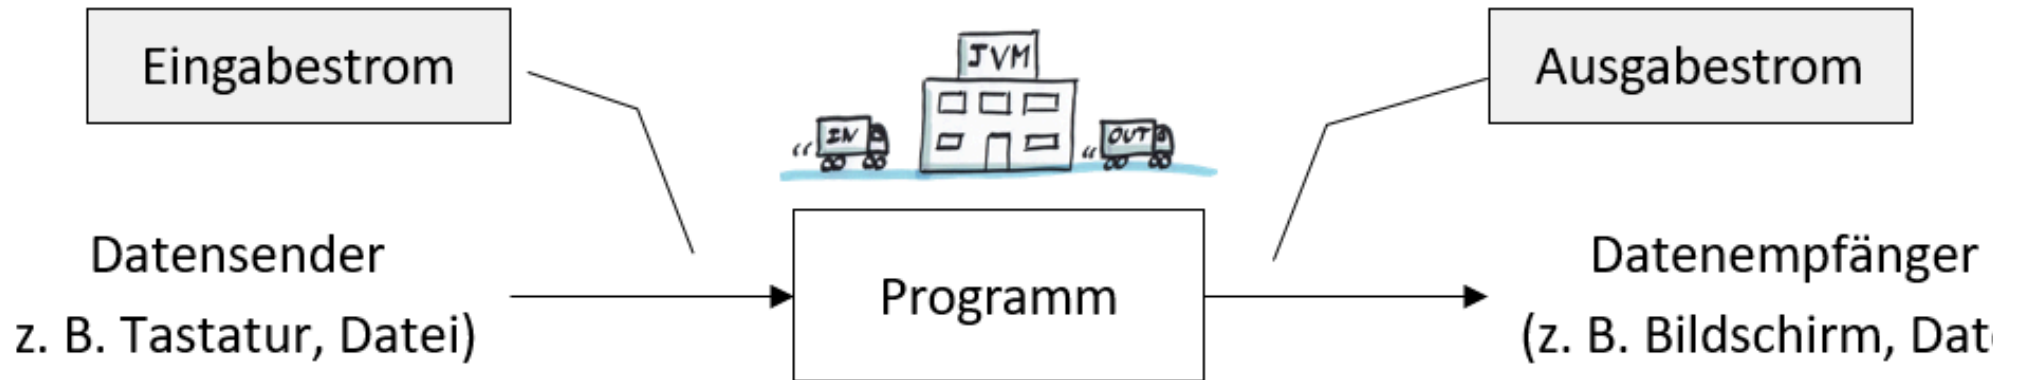 Eingabestrom
JVM
Ausgabestrom
IN
OUT
Datensender
z. B. Tastatur, Datei)
Programm
Datenempfänger
(z. B. Bildschirm, Dat